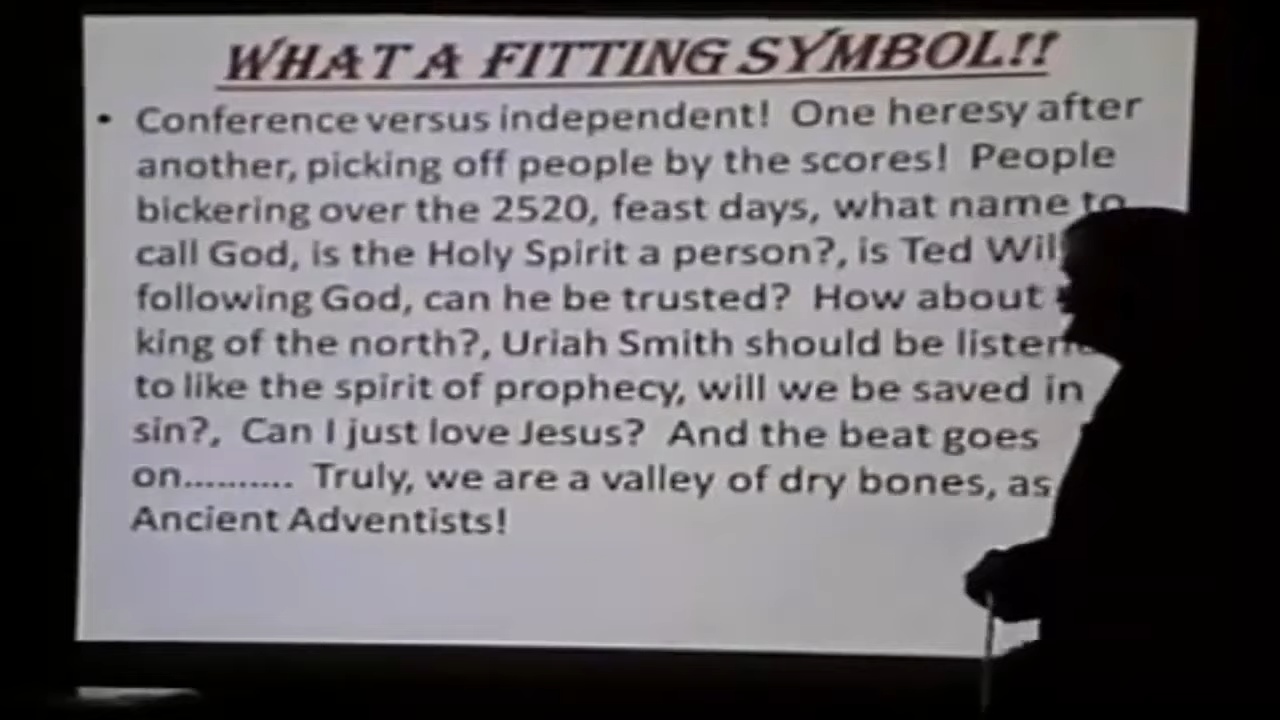 WHAT A FITTING SYMBOL!!
• Conference versus independent! One heresy after
another, picking off people by the scores! People
bickering over the 2520, feast days, what name to
call God, is the Holy Spirit a person?, is Ted
following God, can he be trusted? How about
king of the north?, Uriah Smith should be
to like the spirit of prophecy, will we be saved in
sin?, Can I just love Jesus? And the beat goes
on.......... Truly, we are a valley of dry bones, as
Ancient Adventists!